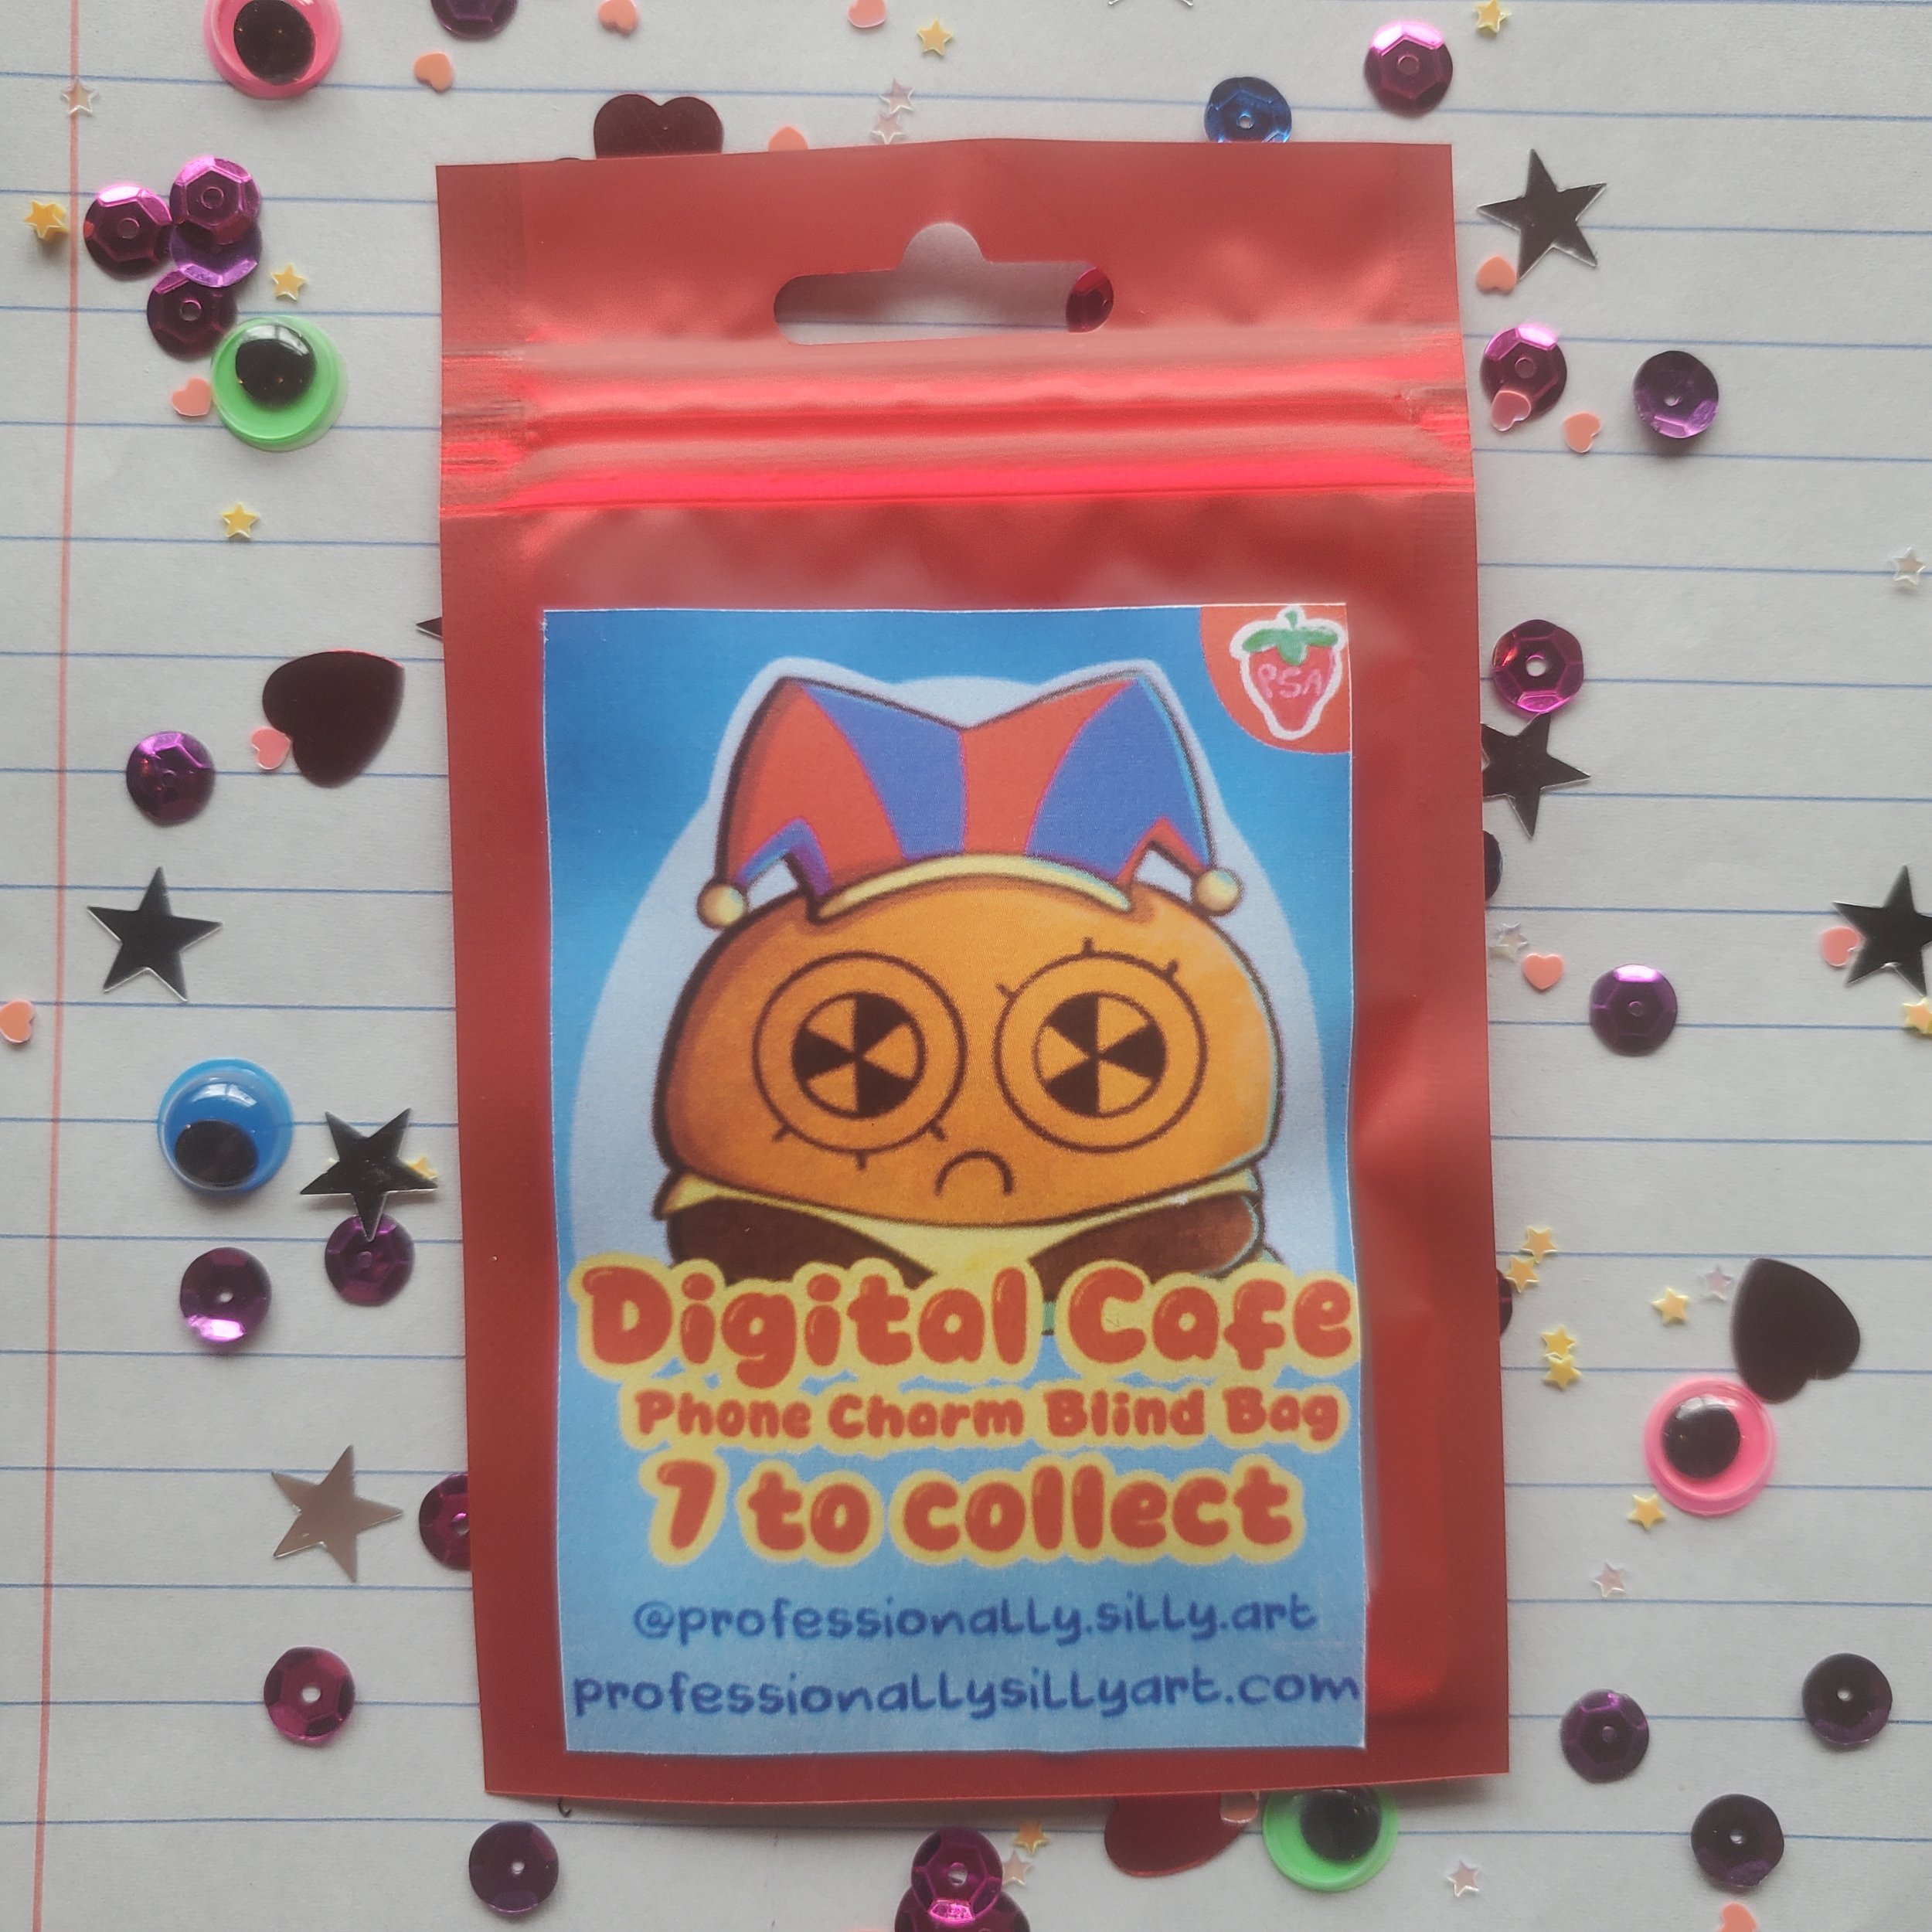 PSA
Digital Cafe
Phone Charm Blind Bag
7 to collect
@professionally.silly.art
professionallysillyart.com